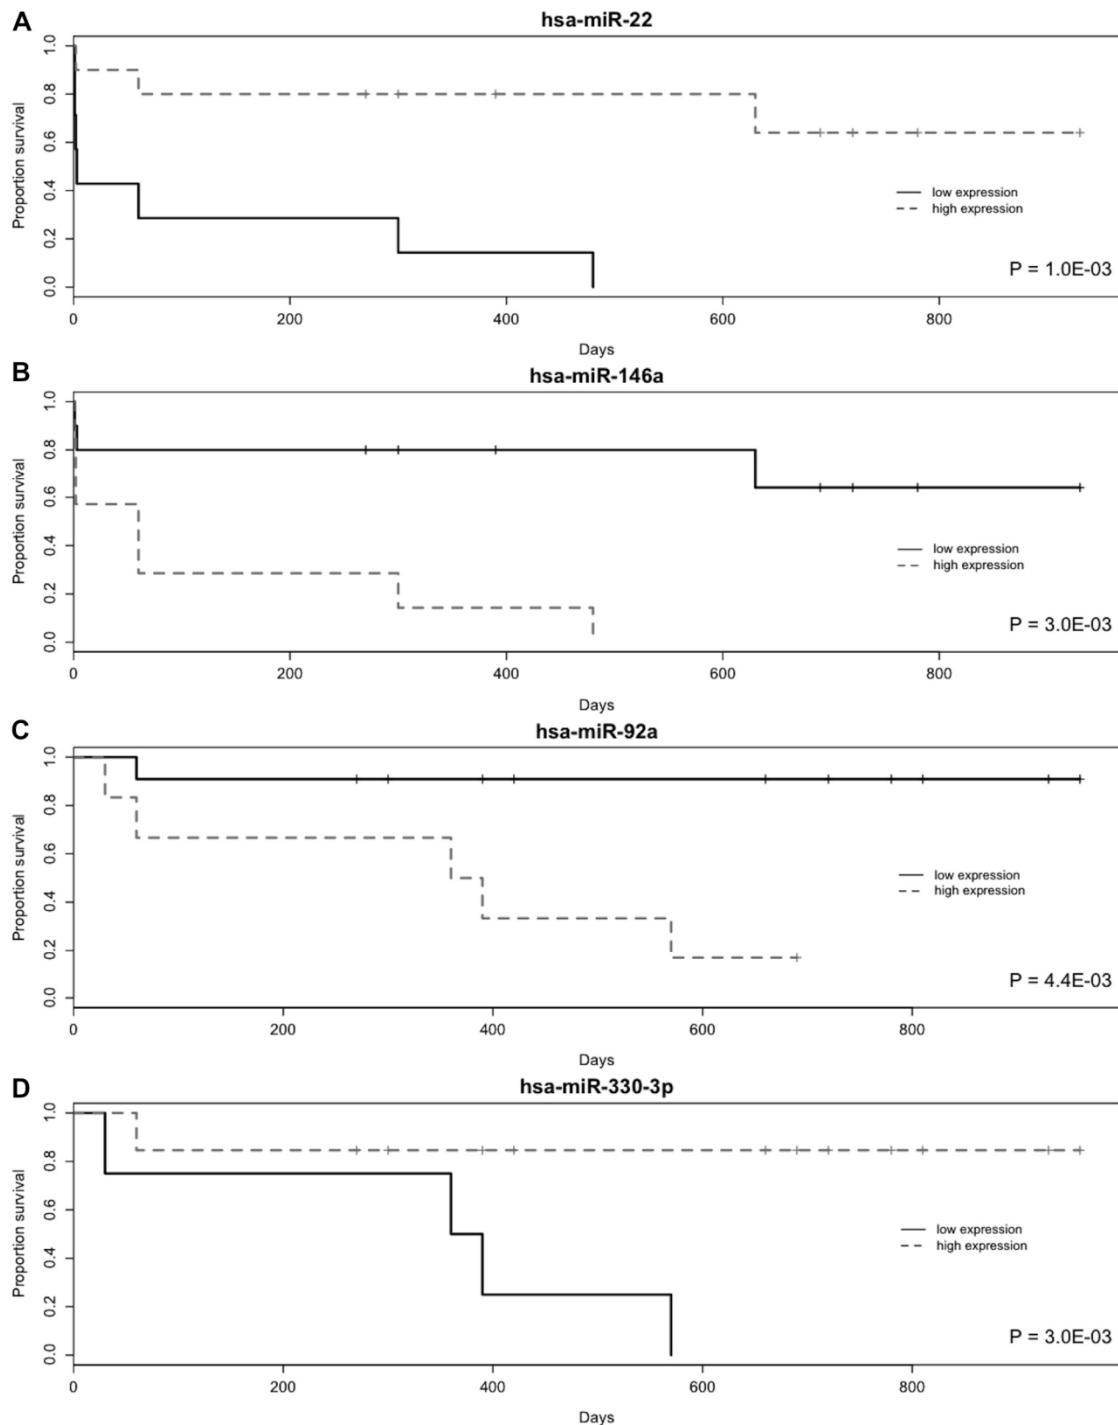 A
hsa-miR-22
Proportion survival
1.0
0.8
0.6
0.4
0.2
0.0
low expression
high expression
P = 1.0E-03
0 200 400 600 800
Days
B
hsa-miR-146a
Proportion survival
1.0
0.8
0.6
0.4
0.2
0.0
low expression
high expression
P = 3.0E-03
0 200 400 600 800
Days
C
hsa-miR-92a
Proportion survival
1.0
0.8
0.6
0.4
0.2
0.0
low expression
high expression
P = 4.4E-03
0 200 400 600 800
Days
D
hsa-miR-330-3p
Proportion survival
1.0
0.8
0.6
0.4
0.2
0.0
low expression
high expression
P = 3.0E-03
0 200 400 600 800
Days